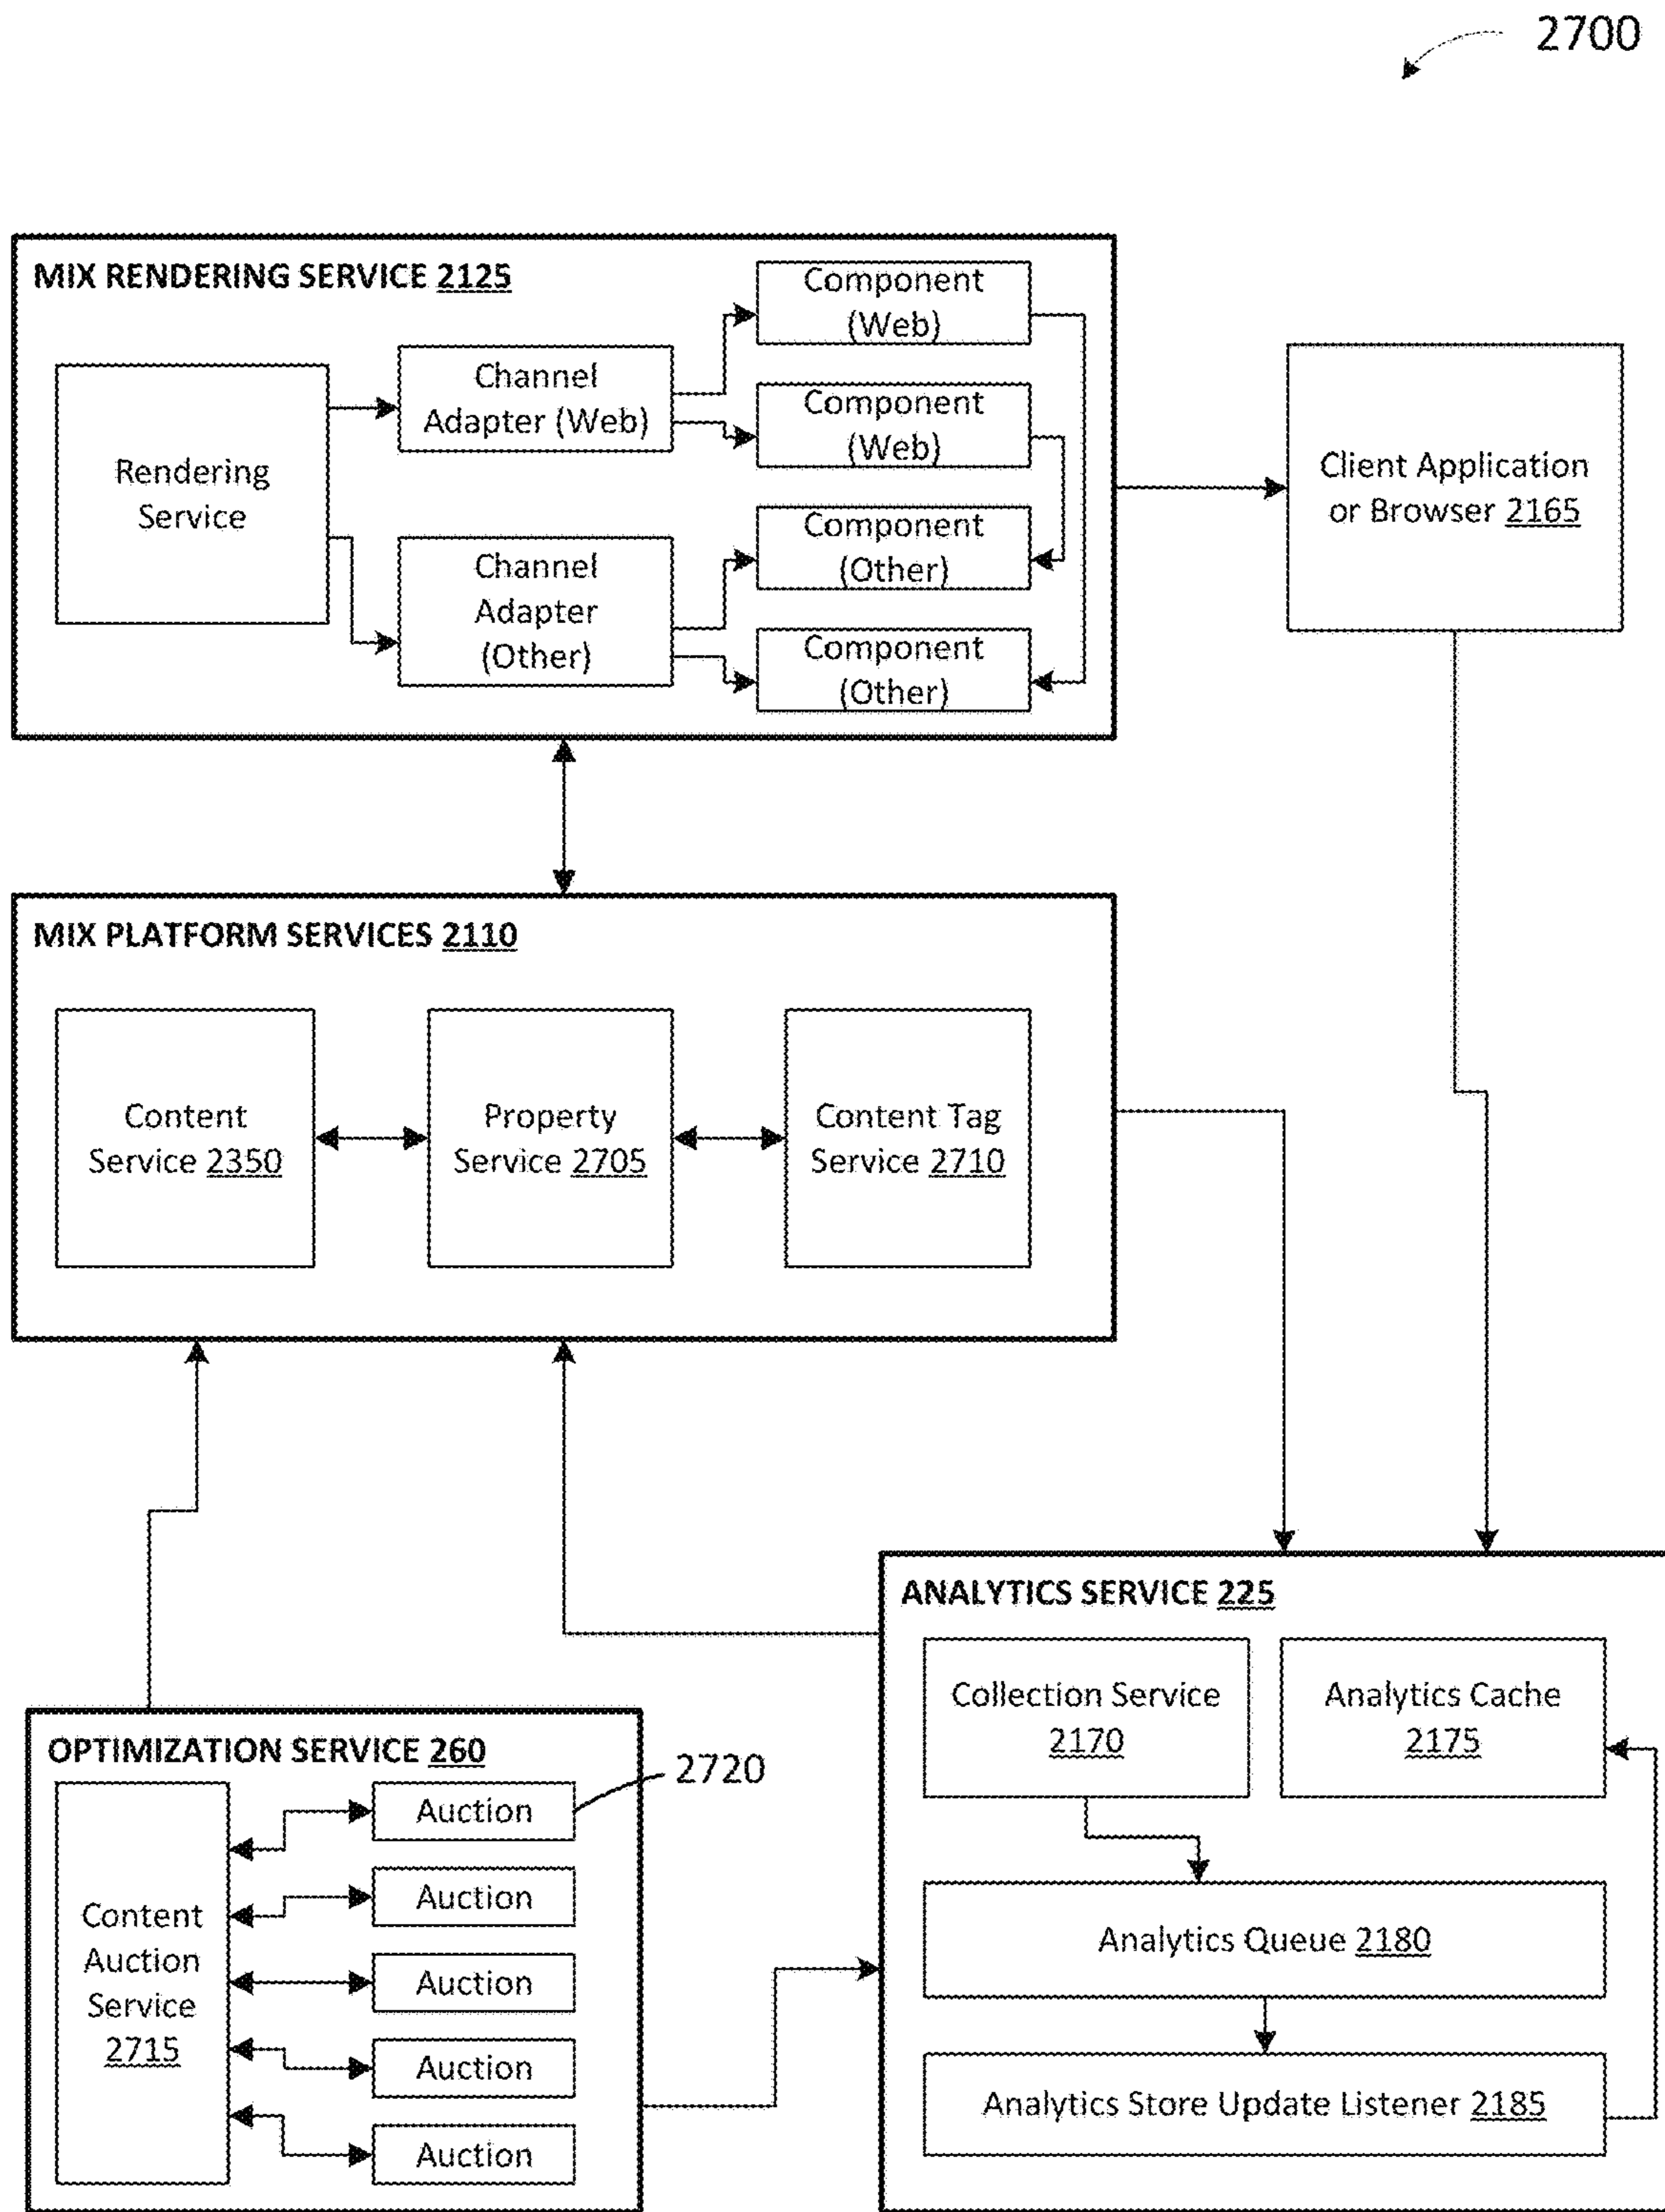 2700
MIX RENDERING SERVICE 2125
Rendering
Service
Channel
Adapter (Web)
Channel
Adapter
(Other)
Component
(Web)
Component
(Web)
Component
(Other)
Component
(Other)
Client Application
or Browser 2165
MIX PLATFORM SERVICES 2110
Content
Service 2350
Property
Service 2705
Content Tag
Service 2710
OPTIMIZATION SERVICE 260
Content
Auction
Service
2715
Auction
2720
Auction
Auction
Auction
Auction
ANALYTICS SERVICE 225
Collection Service
2170
Analytics Cache
2175
Analytics Queue 2180
Analytics Store Update Listener 2185